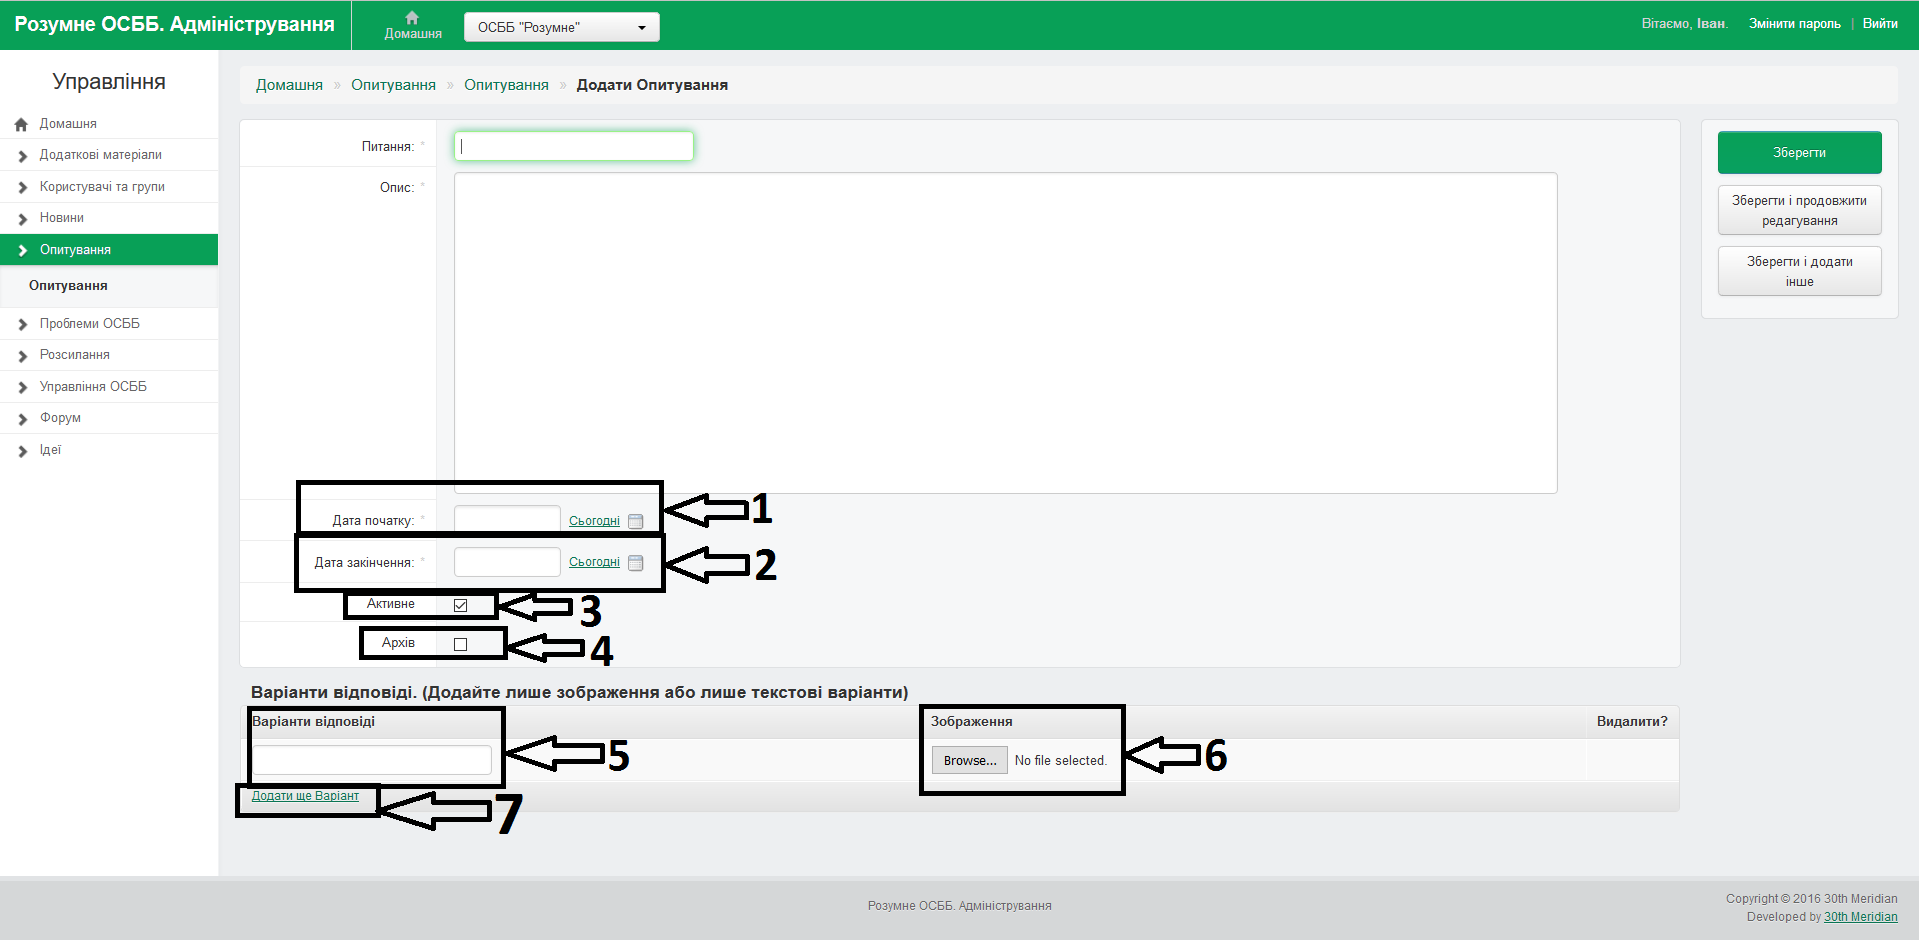 Розумне ОСББ. Адміністрування
Домашня
ОСББ "Розумне"
Вітаємо, Іван. Змінити пароль | Вийти
Управління
Домашня
Додаткові матеріали
Користувачі та групи
Новини
Опитування
Опитування
Проблеми ОСББ
Розсилання
Управління ОСББ
Форум
Ідеї
Домашня » Опитування » Опитування » Додати Опитування
Питання: *
Опис: *
Дата початку: * Сьогодні 1
Дата закінчення: * Сьогодні 2
Активне 3
Архів 4
Зберегти
Зберегти і продовжити
редагування
Зберегти і додати
інше
Варіанти відповіді. (Додайте лише зображення або лише текстові варіанти)
Варіанти відповіді Зображення Видалити?
5 Browse... No file selected. 6
Додати ще Варіант 7
Розумне ОСББ. Адміністрування
Copyright © 2016 30th Meridian
Developed by 30th Meridian